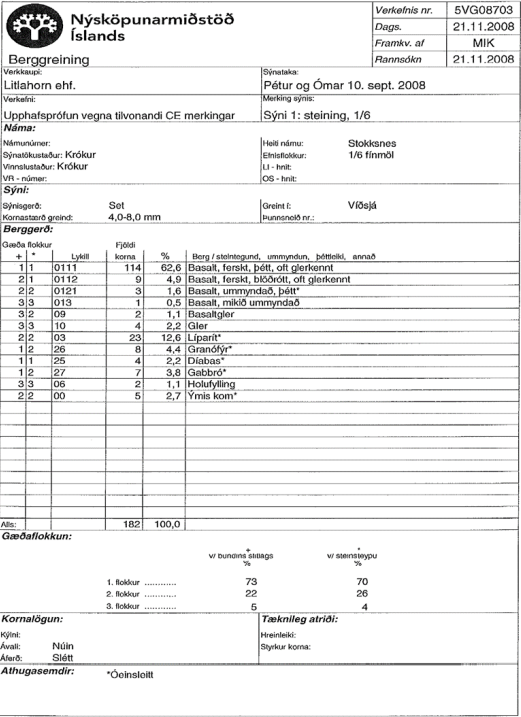 Nýsköpunarmiðstöð
Íslands
Berggreining
Verkefnis nr. 5VG08703
Dags. 21.11.2008
Framkv. af MIK
Rannsókn 21.11.2008
Verkkaupi: Sýnataka:
Litlahorn ehf. Pétur og Ómar 10. sept. 2008
Verkefni: Merking sýnis:
Upphafsprófun vegna tilvonandi CE merkingar Sýni 1: steining, 1/6
Náma:
Námunúmer: Heiti námu: Stokksnes
Sýnatökustaður: Krókur Efnisflokkur: 1/6 fínmöl
Vinnslustaður: Krókur LI - hnit:
VR - númer: OS - hnit:
Sýni:
Sýnisgerð: Set Greint í: Víðsjá
Kornastærð greind: 4,0-8,0 mm Þunnsneið nr.:
Berggerð:
Gæða flokkur Fjöldi
+ * Lykill korna % Berg / steintegund, ummyndun, þéttleiki, annað
1 1 0111 114 62,6 Basalt, ferskt, þétt, oft glerkennt
2 1 0112 9 4,9 Basalt, ferskt, blöðrótt, oft glerkennt
2 2 0121 3 1,6 Basalt, ummyndað, þétt*
3 3 013 1 0,5 Basalt, mikið ummyndað
3 2 09 2 1,1 Basaltgler
3 3 10 4 2,2 Gler
2 2 03 23 12,6 Líparít*
1 2 26 8 4,4 Granófýr*
1 1 25 4 2,2 Díabas*
1 2 27 7 3,8 Gabbró*
3 3 06 2 1,1 Holufylling
2 2 00 5 2,7 Ýmis korn*
Alls: 182 100,0
Gæðaflokkun:
+ *
v/ bundins slitlags v/ steinsteypu
% %
1. flokkur ............ 73 70
2. flokkur ............ 22 26
3. flokkur ............ 5 4
Kornalögun: Tæknileg atriði:
Kýlni: Hreinleiki:
Ávali: Núin Styrkur korna:
Áferð: Slétt
Athugasemdir: *Óeinsleitt